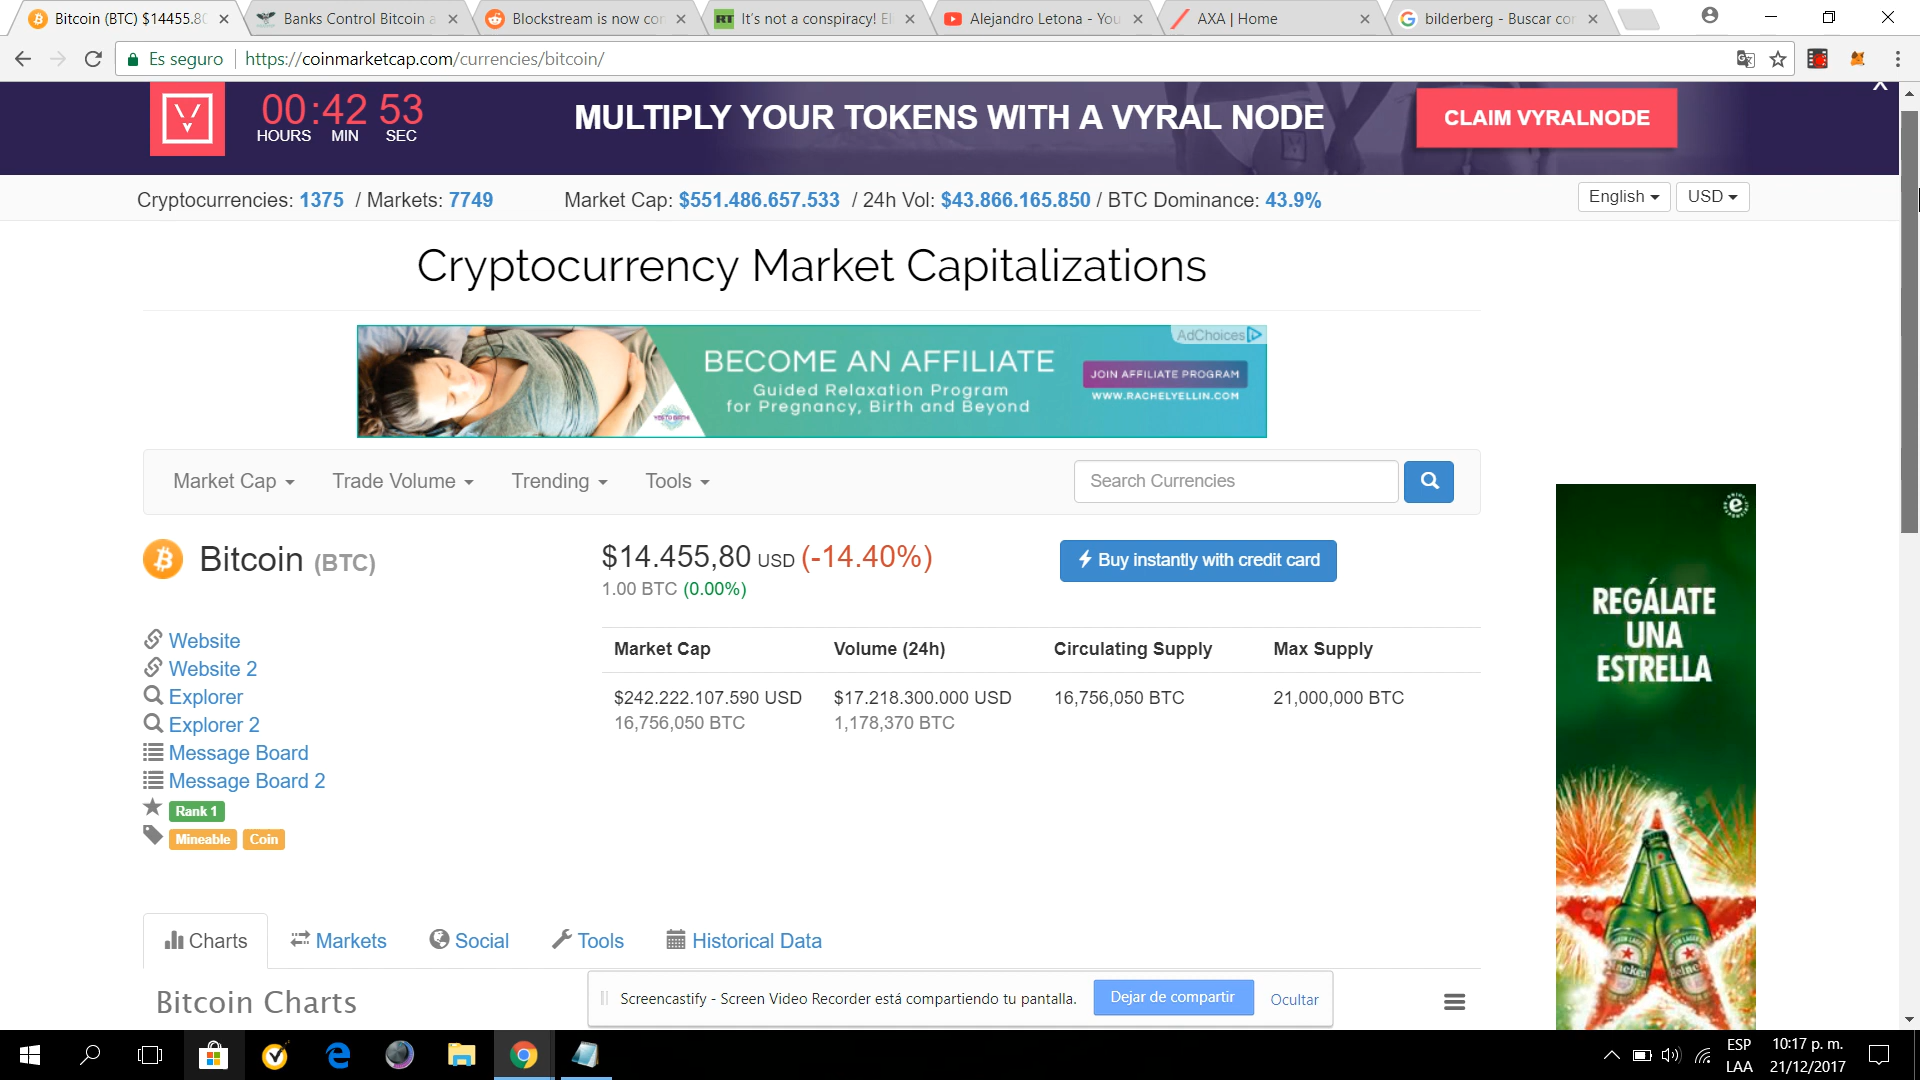 Bitcoin (BTC) $14455.80
Banks Control Bitcoin a
Blockstream is now con
It's not a conspiracy! El
Alejandro Letona - You
AXA | Home
bilderberg - Buscar con
Es seguro
https://coinmarketcap.com/currencies/bitcoin/
00:42 53
HOURS MIN SEC
MULTIPLY YOUR TOKENS WITH A VYRAL NODE
CLAIM VYRALNODE
Cryptocurrencies: 1375 / Markets: 7749
Market Cap: $551.486.657.533 / 24h Vol: $43.866.165.850 / BTC Dominance: 43.9%
English
USD
Cryptocurrency Market Capitalizations
AdChoices
BECOME AN AFFILIATE
Guided Relaxation Program
for Pregnancy, Birth and Beyond
JOIN AFFILIATE PROGRAM
WWW.RACHELYELLIN.COM
Market Cap
Trade Volume
Trending
Tools
Search Currencies
Bitcoin (BTC)
$14.455,80 USD (-14.40%)
1.00 BTC (0.00%)
Buy instantly with credit card
Website
Website 2
Explorer
Explorer 2
Message Board
Message Board 2
Rank 1
Mineable Coin
Market Cap Volume (24h) Circulating Supply Max Supply
$242.222.107.590 USD $17.218.300.000 USD 16,756,050 BTC 21,000,000 BTC
16,756,050 BTC 1,178,370 BTC
REGÁLATE
UNA
ESTRELLA
Heineken
Heineken
Charts
Markets
Social
Tools
Historical Data
Bitcoin Charts
Screencastify - Screen Video Recorder está compartiendo tu pantalla.
Dejar de compartir
Ocultar
ESP
LAA
10:17 p. m.
21/12/2017